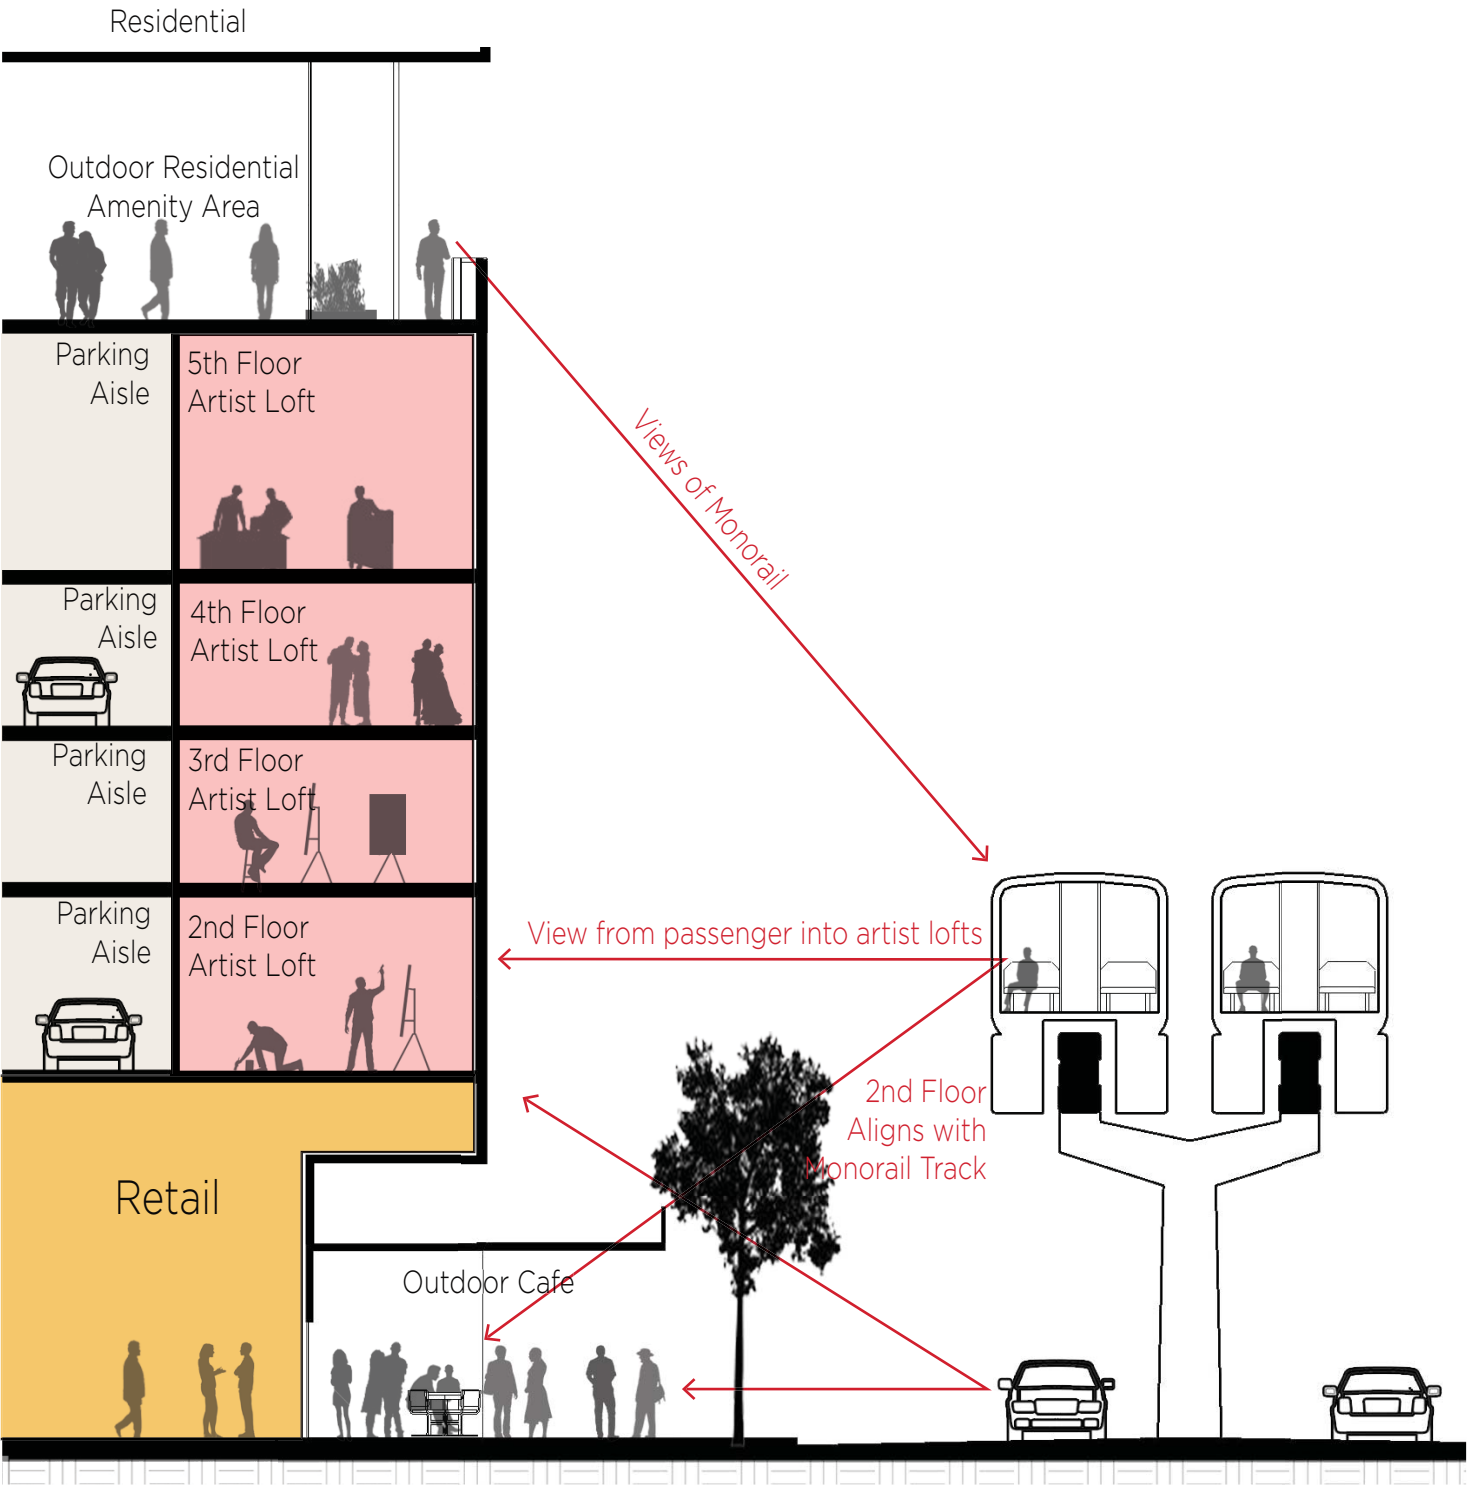 Residential
Outdoor Residential
Amenity Area
Parking
Aisle
5th Floor
Artist Loft
Views of Monorail
Parking
Aisle
4th Floor
Artist Loft
Parking
Aisle
3rd Floor
Artist Loft
Parking
Aisle
2nd Floor
Artist Loft
View from passenger into artist lofts
2nd Floor
Aligns with
Monorail Track
Retail
Outdoor Cafe